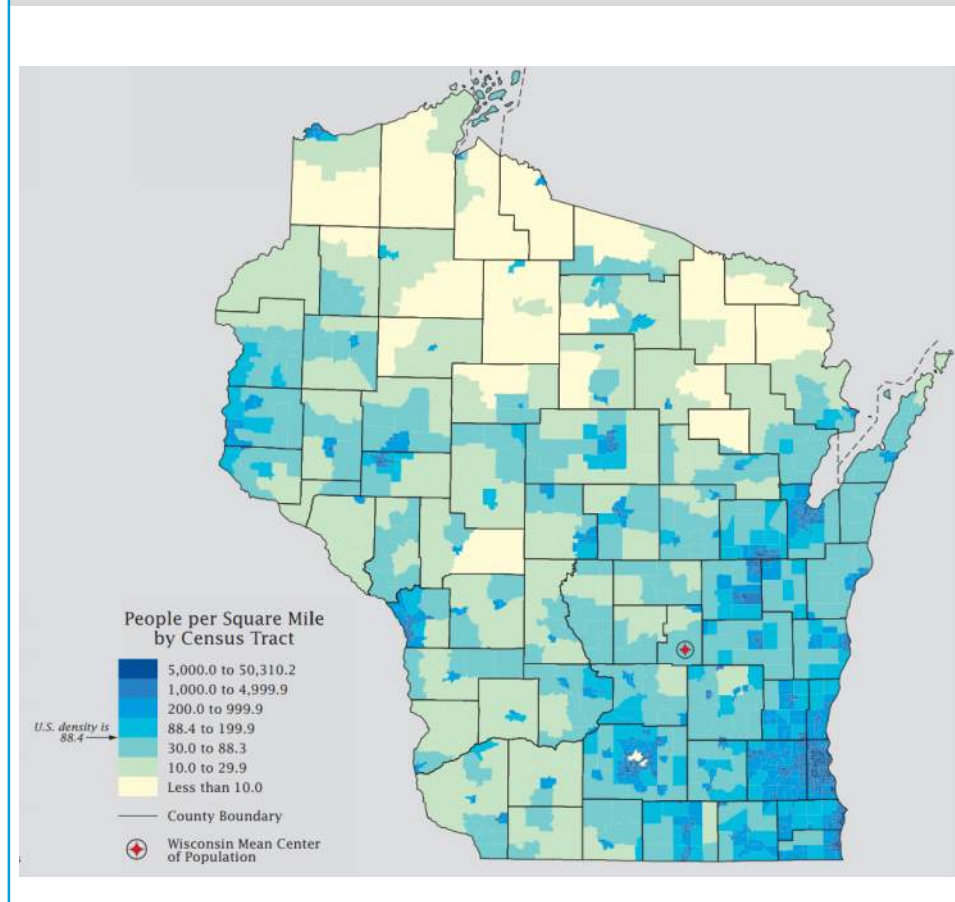 People per Square Mile
by Census Tract
5,000.0 to 50,310.2
1,000.0 to 4,999.9
200.0 to 999.9
88.4 to 199.9
30.0 to 88.3
10.0 to 29.9
Less than 10.0
U.S. density is
88.4
County Boundary
Wisconsin Mean Center
of Population